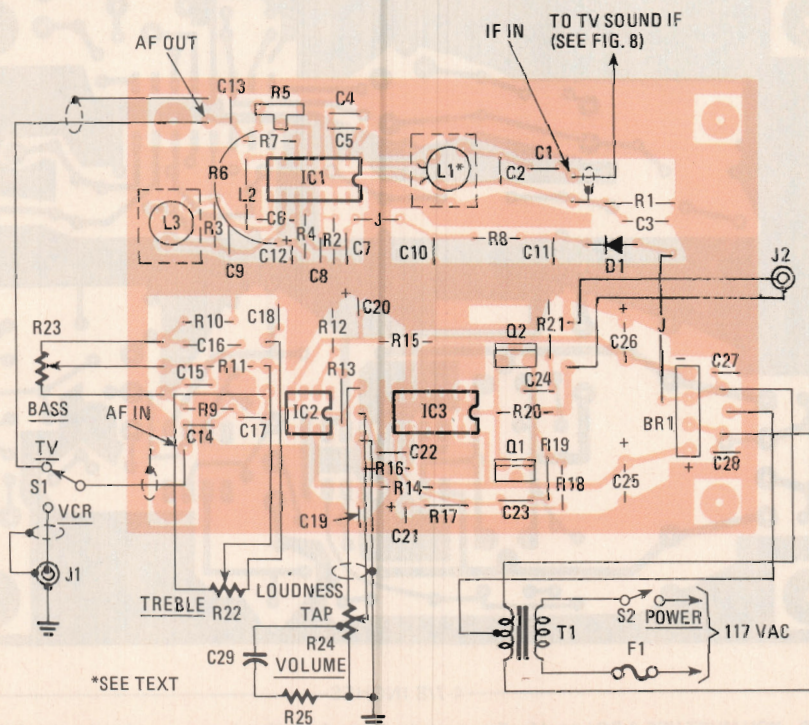 TO TV SOUND IF
(SEE FIG. 8)
IF IN
AF OUT
C13
R5
C4
R7
C5
C1
R6
IC1
L1*
C2
L2
R1
L3
R3
C6
R4
R2
J
C3
C7
C10
R8
C11
C9
C12
C8
D1
J2
+
C20
R23
R10
C18
R12
R15
R21
+
C16
Q2
C26
J
C15
R11
R13
C24
C27
BASS
R9
IC2
IC3
R20
BR1
AF IN
C14
C17
C22
Q1
R19
+
C28
TV
R16
R14
R18
C25
+
S1
C19
+
R17
C23
VCR
C21
J1
LOUDNESS
TAP
TREBLE
R22
R24
T1
S2
POWER
117 VAC
C29
VOLUME
F1
*SEE TEXT
R25